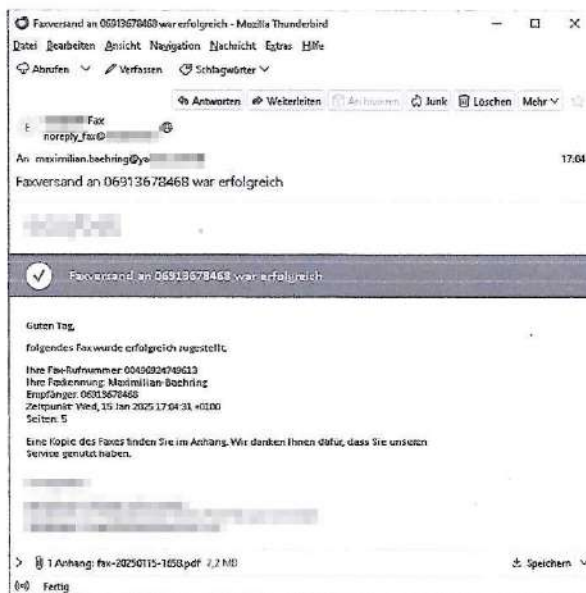 Faxversand an 06913678468 war erfolgreich - Mozilla Thunderbird
Datei Bearbeiten Ansicht Navigation Nachricht Extras Hilfe
Abrufen Verfassen Schlagwörter
Antworten Weiterleiten Archivieren Junk Löschen Mehr
E Fax
noreply_fax@
An maximilian.baehring@ya 17:04
Faxversand an 06913678468 war erfolgreich
Faxversand an 06913678468 war erfolgreich
Guten Tag,
folgendes Fax wurde erfolgreich zugestellt.
Ihre Fax-Rufnummer: 00496924749613
Ihre Faxkennung: Maximilian-Baehring
Empfänger: 06913678468
Zeitpunkt: Wed, 15 Jan 2025 17:04:31 +0100
Seiten: 5
Eine Kopie des Faxes finden Sie im Anhang. Wir danken Ihnen dafür, dass Sie unseren
Service genutzt haben.
1 Anhang: fax-20250115-1658.pdf 2,2 MB Speichern
Fertig